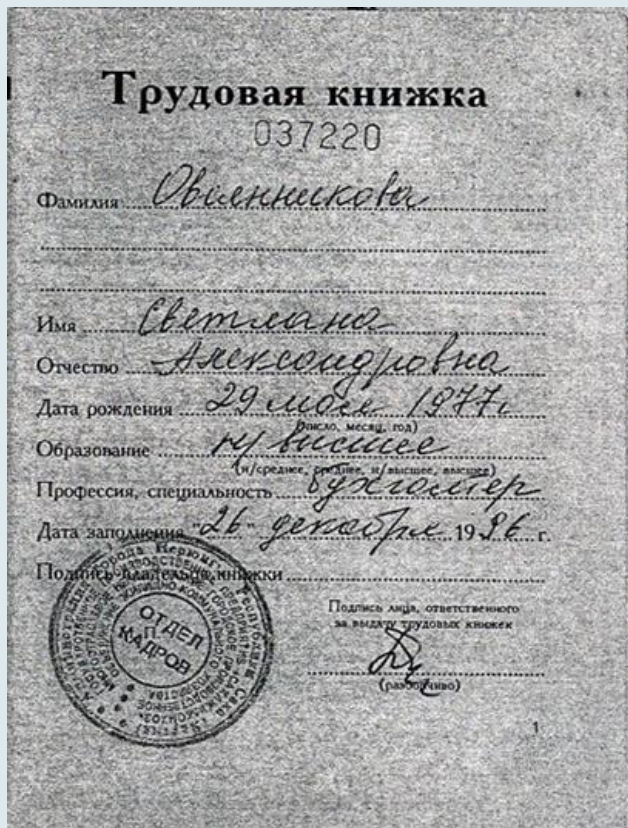 Трудовая книжка
037220
Фамилия Овсянникова
Имя Светлана
Отчество Александровна
Дата рождения 29 мая 1977г
(число, месяц, год)
Образование н/высшее
(н/среднее, среднее, н/высшее, высшее)
Профессия, специальность бухгалтер
Дата заполнения "26" декабря 1996 г.
Подпись владельца книжки
Подпись лица, ответственного
за выдачу трудовых книжек
(разборчиво)
ОТДЕЛ
КАДРОВ
1